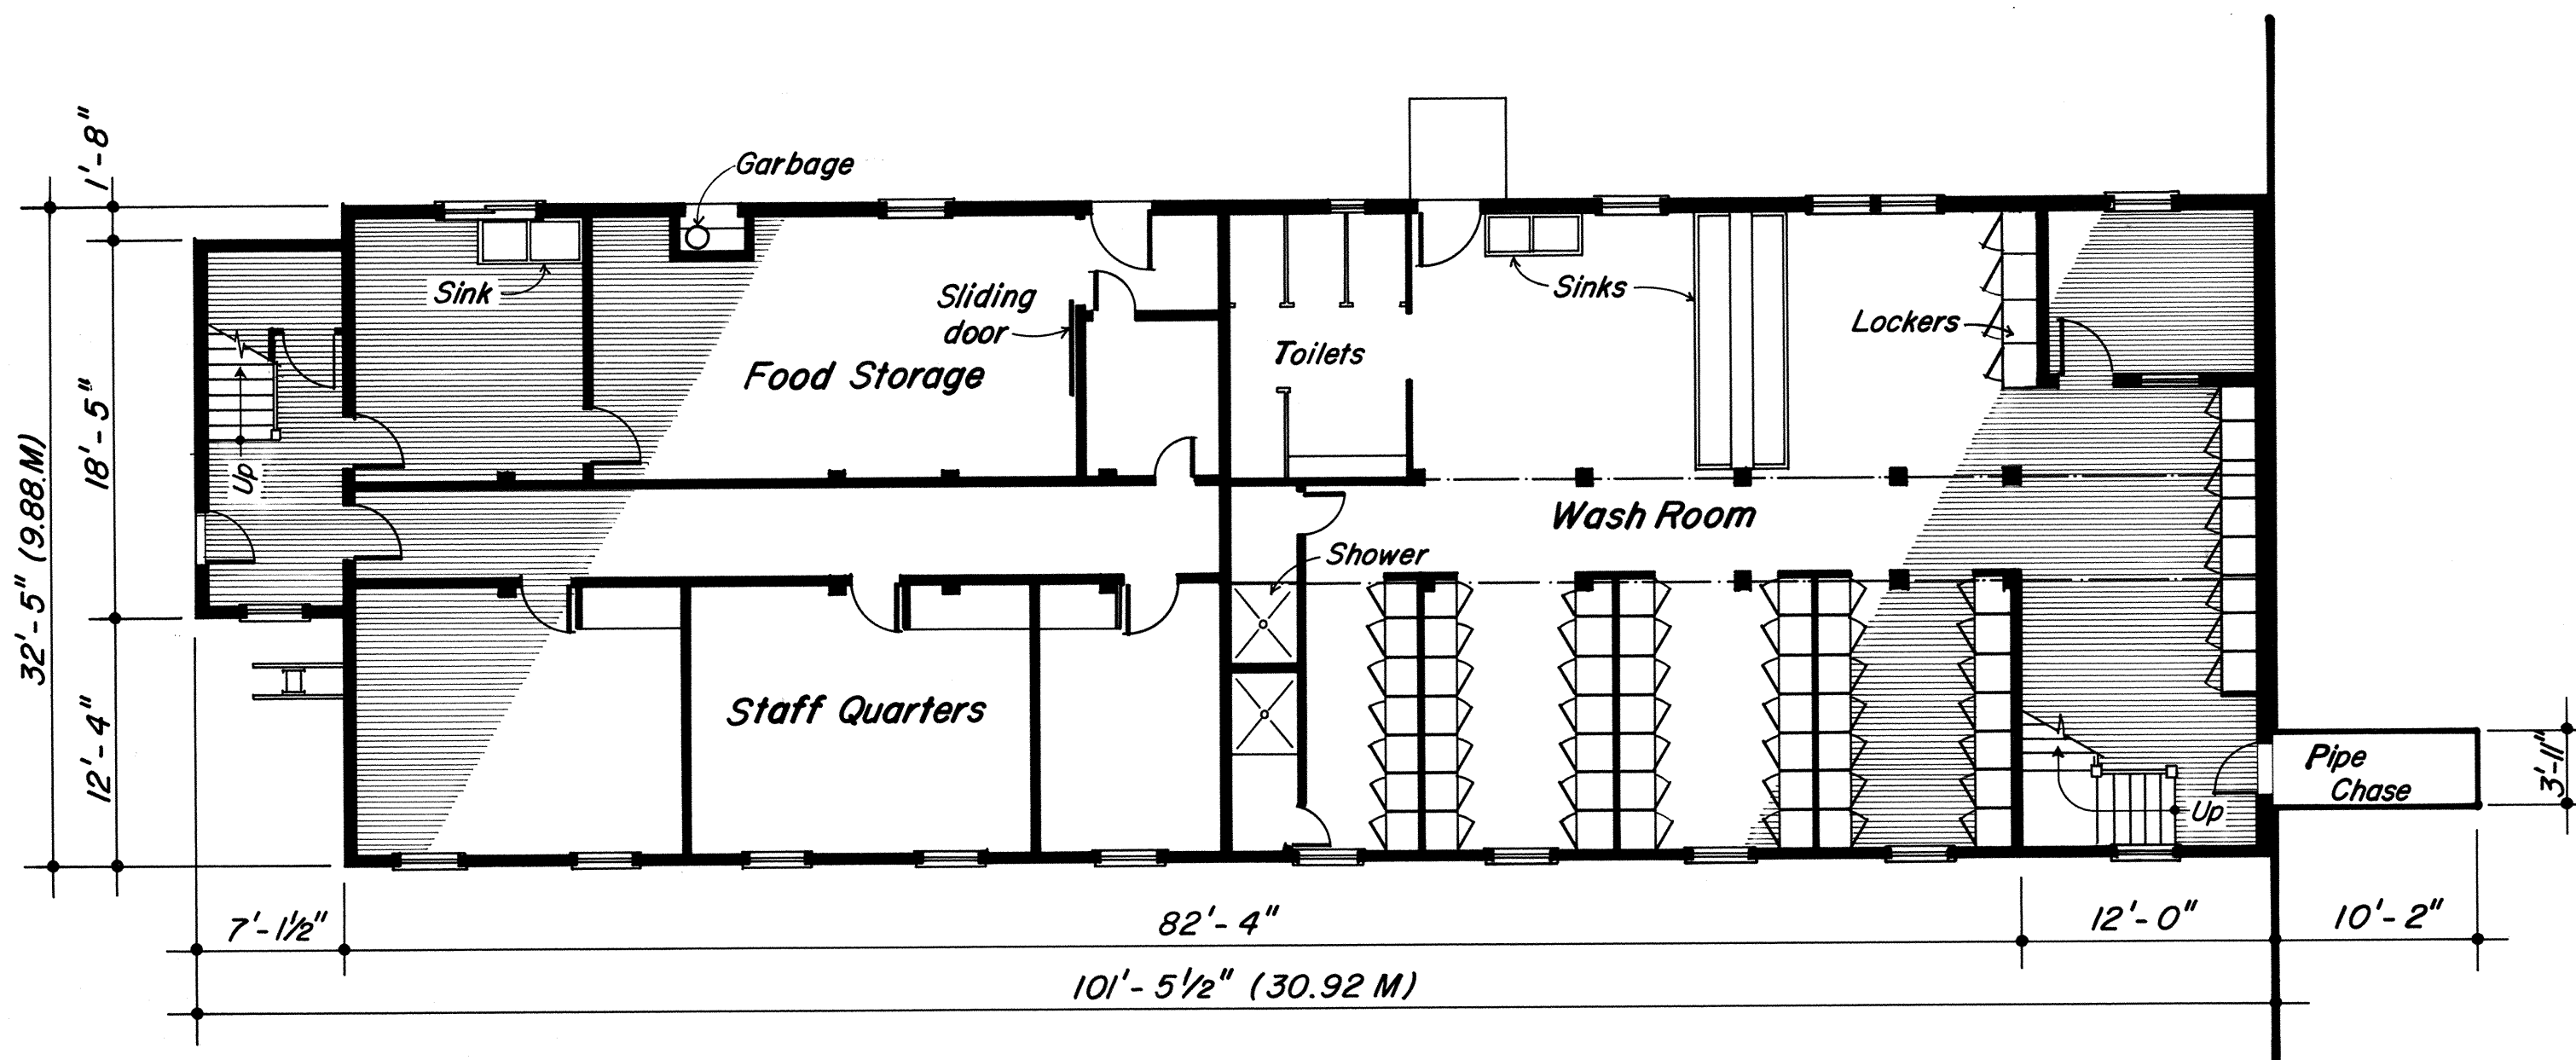 1'-8"
Garbage
Sink
Sliding
door
Sinks
Lockers
Food Storage
Toilets
18'-5"
32'-5" (9.88.M)
Up
Wash Room
Shower
Staff Quarters
12'-4"
Pipe
Chase
3'-11"
Up
7'-1½"
82'-4"
12'-0"
10'-2"
101'-5½" (30.92 M)